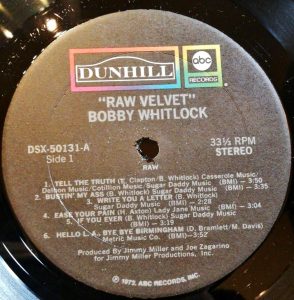 DUNHILL
abc
RECORDS
"RAW VELVET"
BOBBY WHITLOCK
DSX-50131-A
Side 1
33⅓ RPM
STEREO
RAW
1. TELL THE TRUTH (E. Clapton/B. Whitlock) Casserole Music/
Delbon Music/Cotillion Music/Sugar Daddy Music (BMI)—3:50
2. BUSTIN' MY ASS (B. Whitlock) Sugar Daddy Music (BMI)—3:35
3. WRITE YOU A LETTER (B. Whitlock)
Sugar Daddy Music (BMI)—3:28
4. EASE YOUR PAIN (H. Axton) Lady Jane Music (BMI)—3:04
5. IF YOU EVER (B. Whitlock) Sugar Daddy
Music (BMI)—3:26
6. HELLO L.A., BYE BYE BIRMINGHAM (D. Bramlett/M. Davis)
Metric Music Co. (BMI)—3:52
Produced By Jimmy Miller and Joe Zagarino
for Jimmy Miller Productions, Inc.
© 1972, ABC RECORDS, INC.